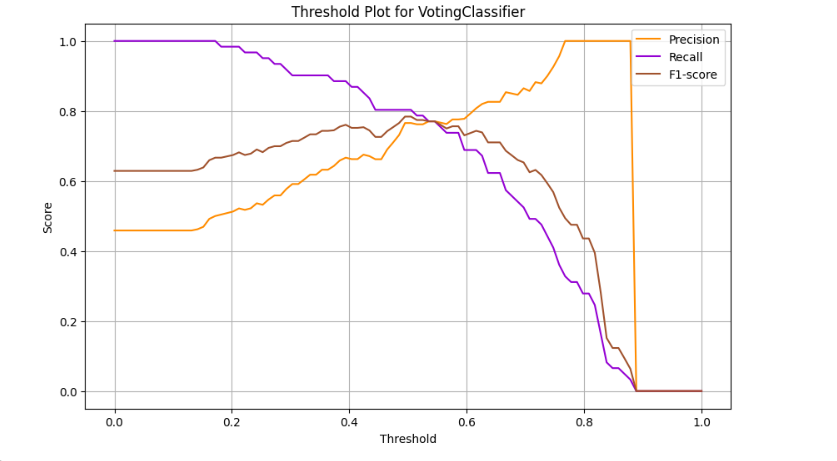 Threshold Plot for VotingClassifier
1.0
0.8
0.6
0.4
0.2
0.0
Score
Precision
Recall
F1-score
0.0 0.2 0.4 0.6 0.8 1.0
Threshold